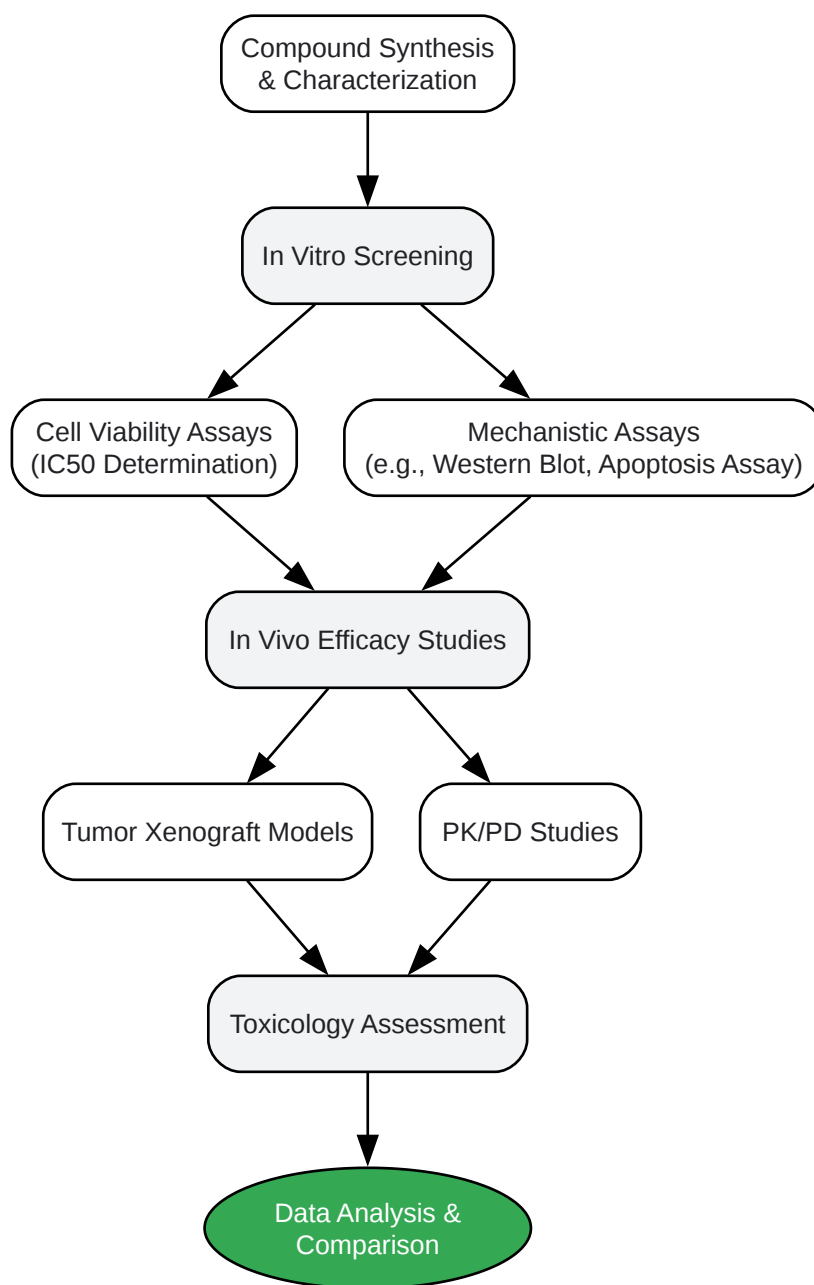 Compound Synthesis
& Characterization
In Vitro Screening
Cell Viability Assays
(IC50 Determination)
Mechanistic Assays
(e.g., Western Blot, Apoptosis Assay)
In Vivo Efficacy Studies
Tumor Xenograft Models
PK/PD Studies
Toxicology Assessment
Data Analysis &
Comparison